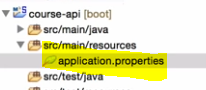 course-api [boot]
src/main/java
src/main/resources
application.properties
src/test/java